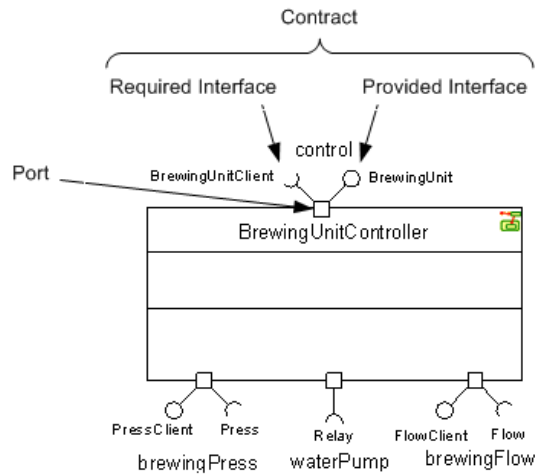 Contract
Required Interface
Provided Interface
control
BrewingUnitClient
BrewingUnit
Port
BrewingUnitController
PressClient
Press
Relay
FlowClient
Flow
brewingPress
waterPump
brewingFlow